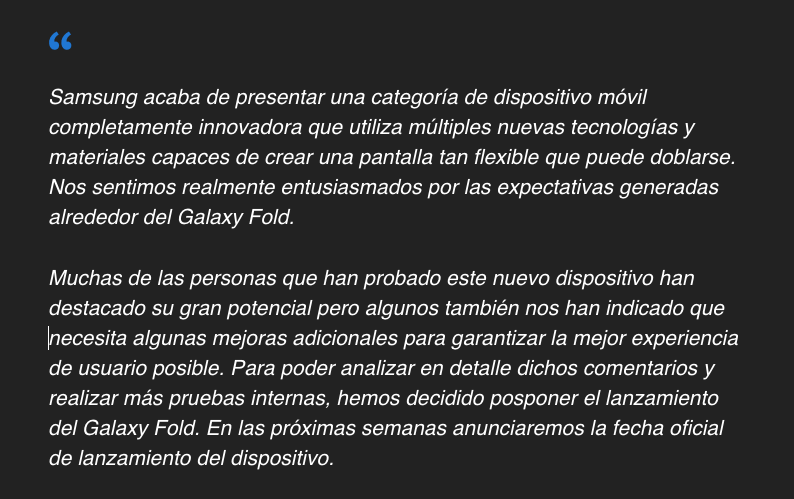 “
Samsung acaba de presentar una categoría de dispositivo móvil
completamente innovadora que utiliza múltiples nuevas tecnologías y
materiales capaces de crear una pantalla tan flexible que puede doblarse.
Nos sentimos realmente entusiasmados por las expectativas generadas
alrededor del Galaxy Fold.
Muchas de las personas que han probado este nuevo dispositivo han
destacado su gran potencial pero algunos también nos han indicado que
necesita algunas mejoras adicionales para garantizar la mejor experiencia
de usuario posible. Para poder analizar en detalle dichos comentarios y
realizar más pruebas internas, hemos decidido posponer el lanzamiento
del Galaxy Fold. En las próximas semanas anunciaremos la fecha oficial
de lanzamiento del dispositivo.